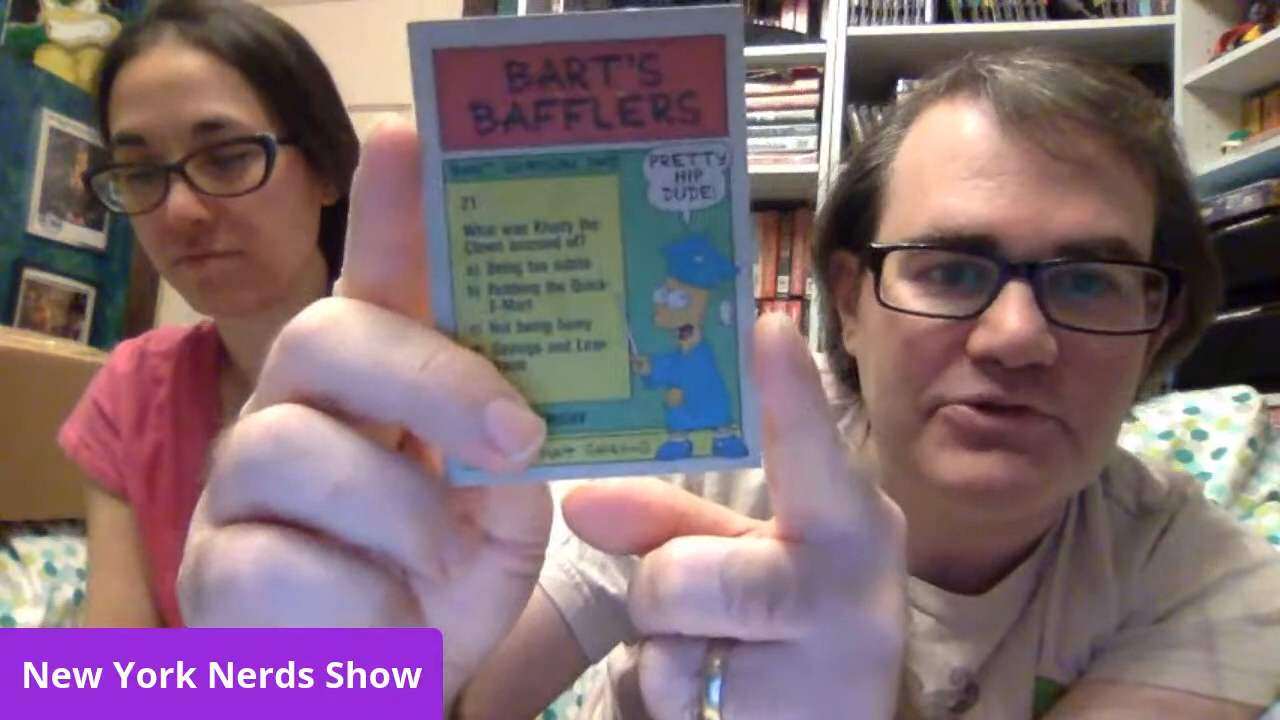 BART'S
BAFFLERS
PRETTY
HIP
DUDE!
21
What was Krusty the
Clown accused of?
a) Being too subtle
b) Robbing the Quick-
E-Mart
Not being funny
New York Nerds Show